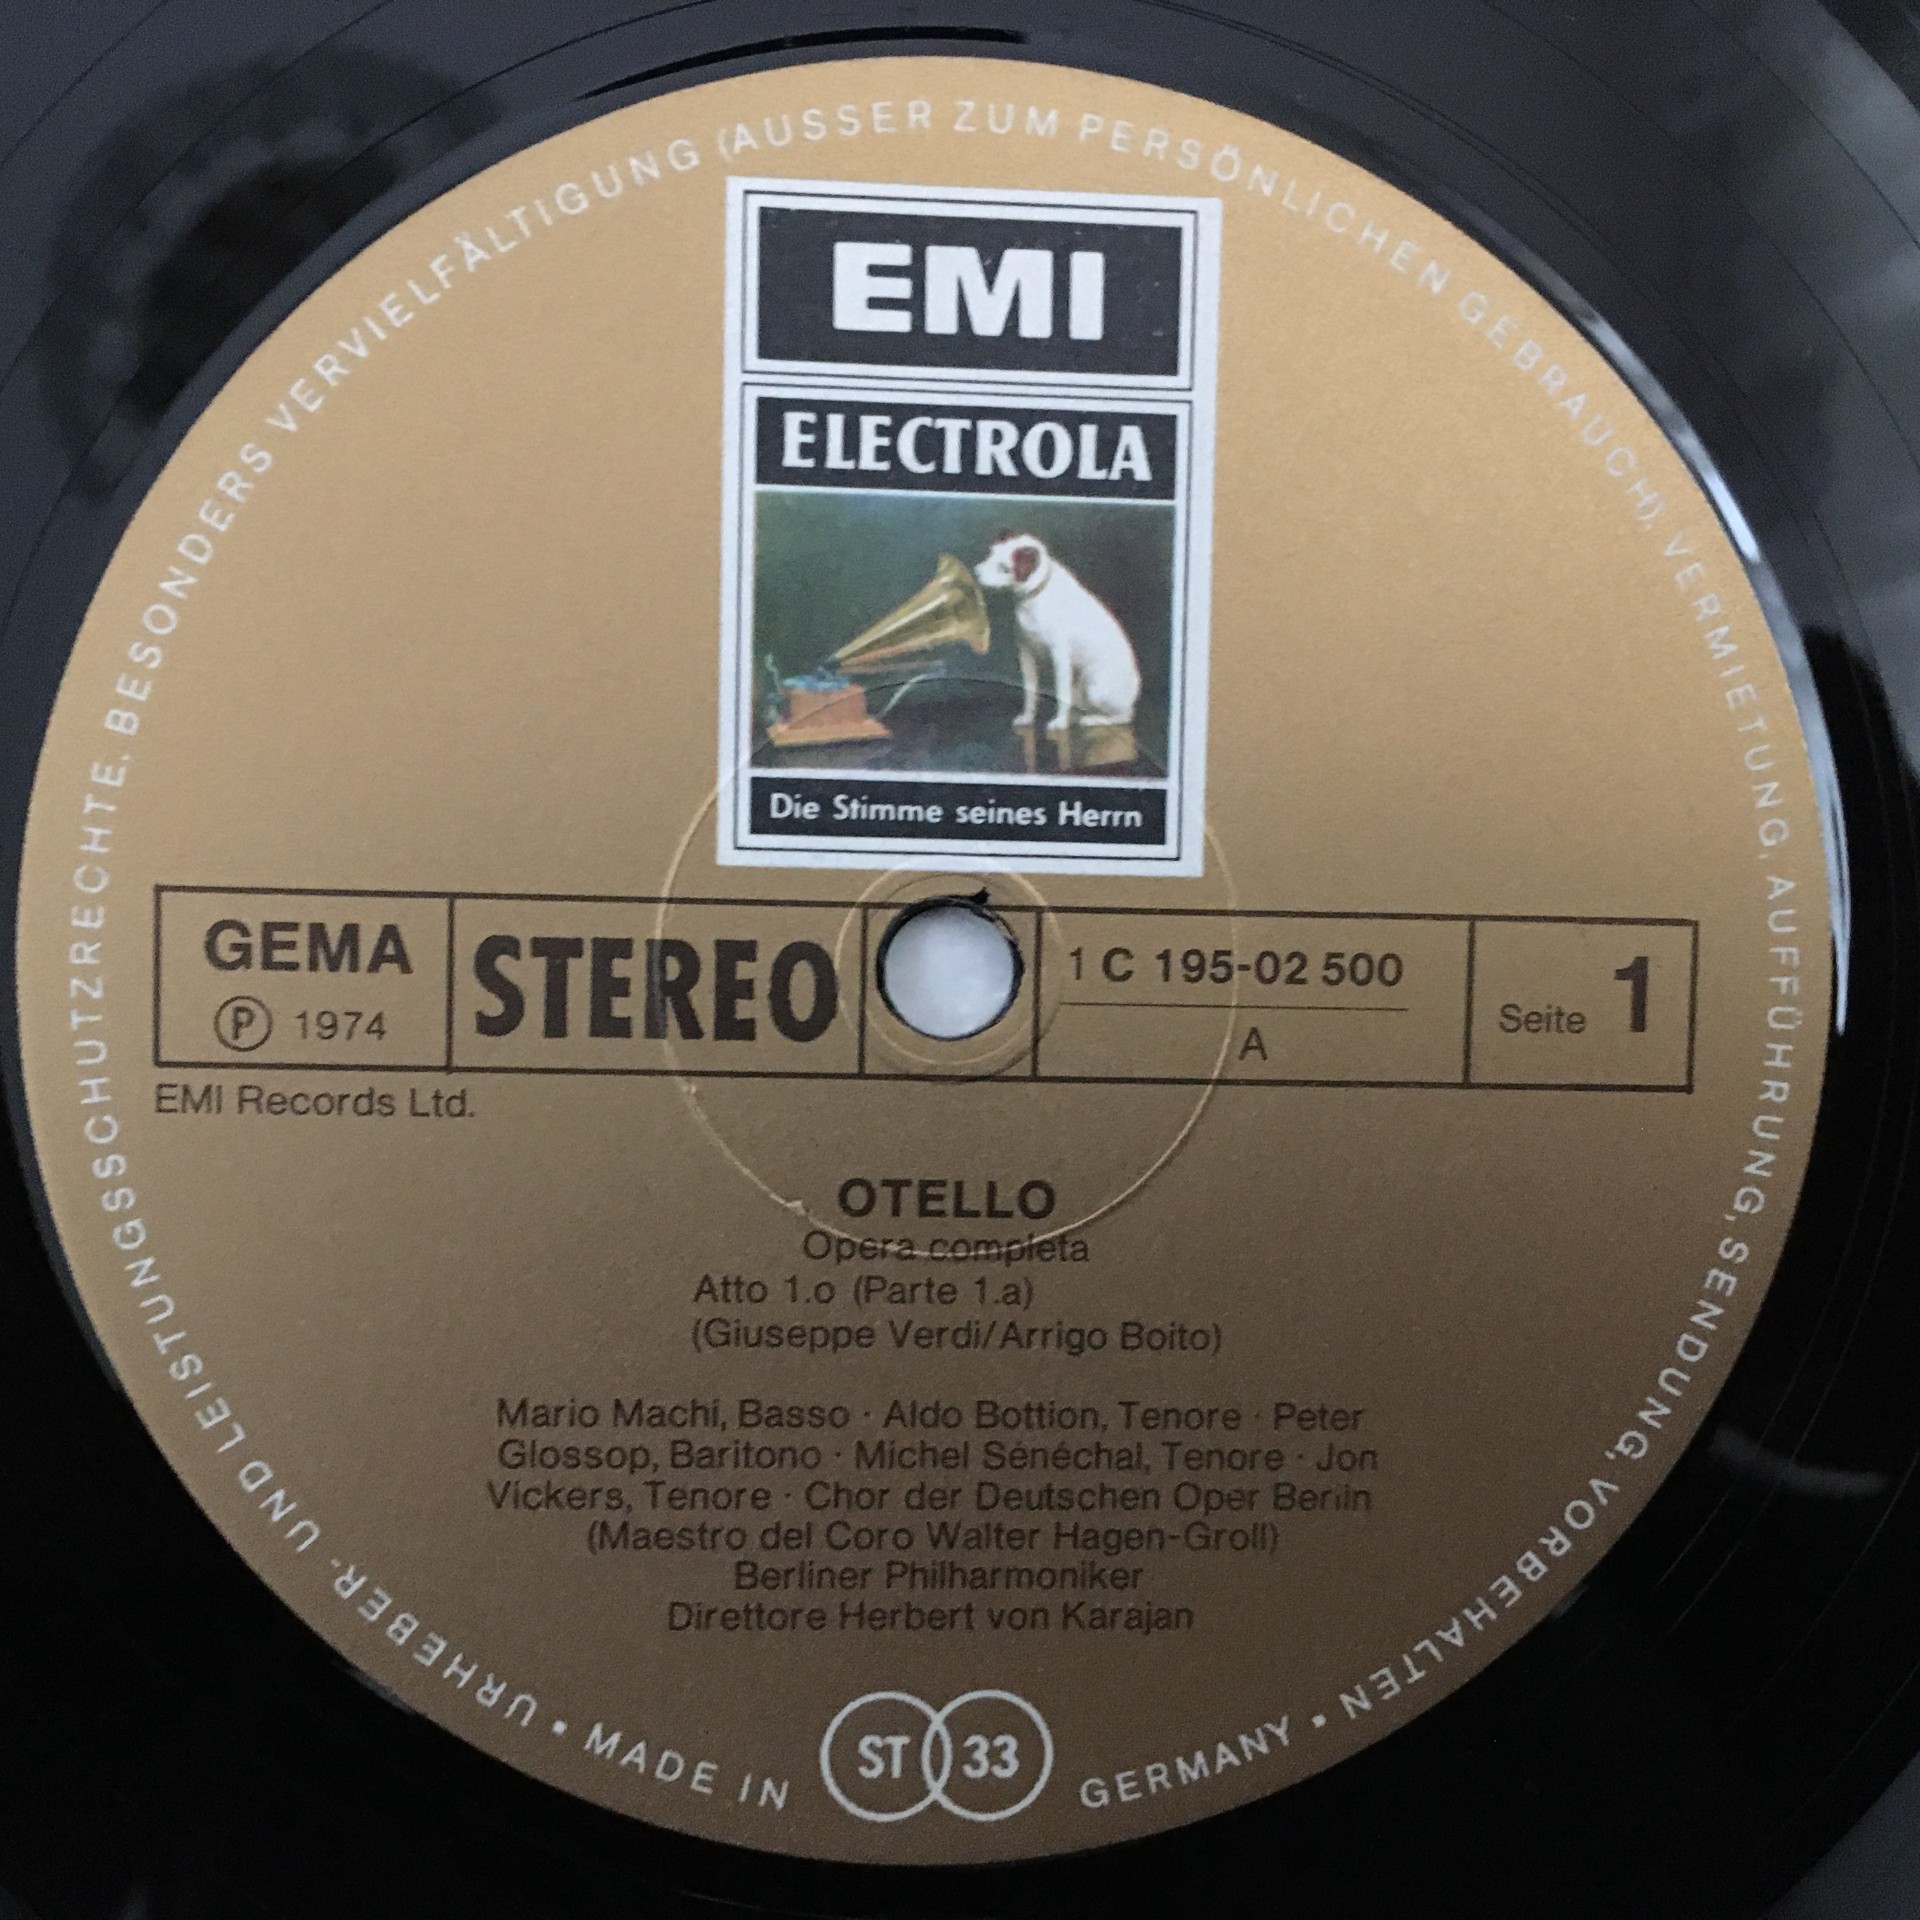 EMI
ELECTROLA
Die Stimme seines Herrn
GEMA
Ⓟ 1974
STEREO
1 C 195-02 500
A
Seite 1
EMI Records Ltd.
OTELLO
Opera completa
Atto 1.o (Parte 1.a)
(Giuseppe Verdi/Arrigo Boito)
Mario Machi, Basso · Aldo Bottion, Tenore · Peter
Glossop, Baritono · Michel Sénéchal, Tenore · Jon
Vickers, Tenore · Chor der Deutschen Oper Berlin
(Maestro del Coro Walter Hagen-Groll)
Berliner Philharmoniker
Direttore Herbert von Karajan
ST 33
URHEBER- UND LEISTUNGSSCHUTZRECHTE, BESONDERS VERVIELFÄLTIGUNG (AUSSER ZUM PERSÖNLICHEN GEBRAUCH), VERMIETUNG, AUFFÜHRUNG, SENDUNG, VORBEHALTEN • MADE IN GERMANY •